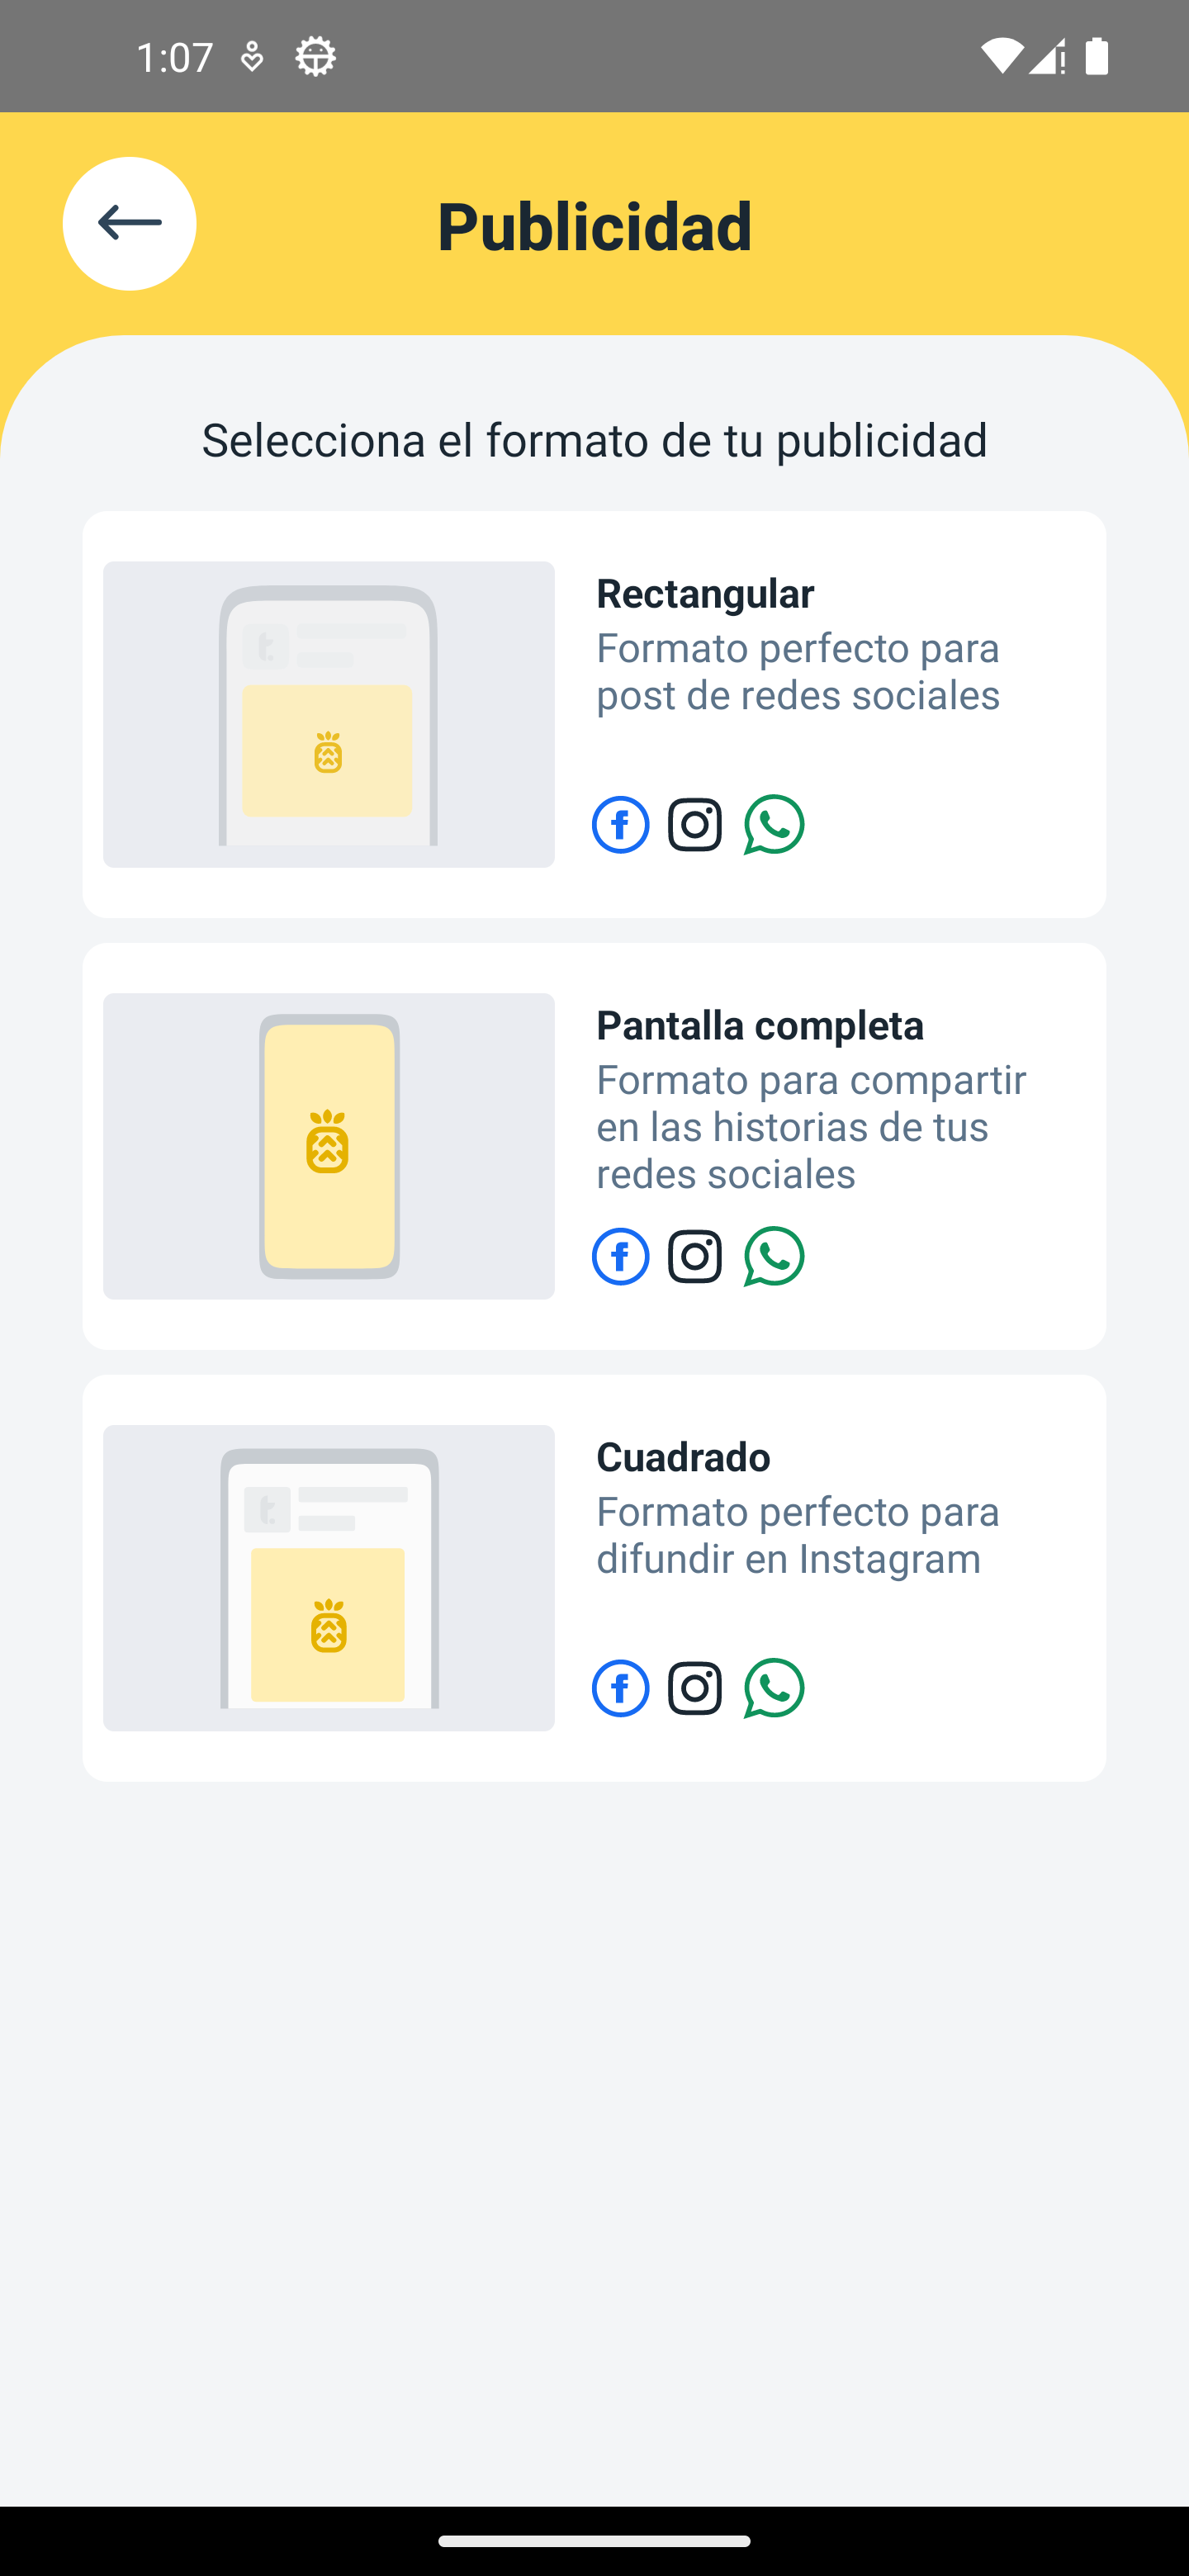 1:07
Publicidad
Selecciona el formato de tu publicidad
Rectangular
Formato perfecto para
post de redes sociales
t.
Pantalla completa
Formato para compartir
en las historias de tus
redes sociales
Cuadrado
Formato perfecto para
difundir en Instagram
t.